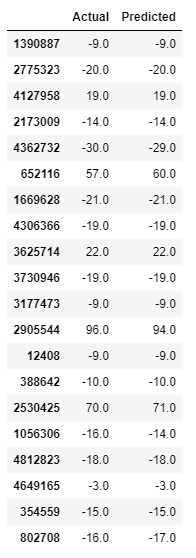 Actual Predicted
1390887 -9.0 -9.0
2775323 -20.0 -20.0
4127958 19.0 19.0
2173009 -14.0 -14.0
4362732 -30.0 -29.0
652116 57.0 60.0
1669628 -21.0 -21.0
4306366 -19.0 -19.0
3625714 22.0 22.0
3730946 -19.0 -19.0
3177473 -9.0 -9.0
2905544 96.0 94.0
12408 -9.0 -9.0
388642 -10.0 -10.0
2530425 70.0 71.0
1056306 -16.0 -14.0
4812823 -18.0 -18.0
4649165 -3.0 -3.0
354559 -15.0 -15.0
802708 -16.0 -17.0